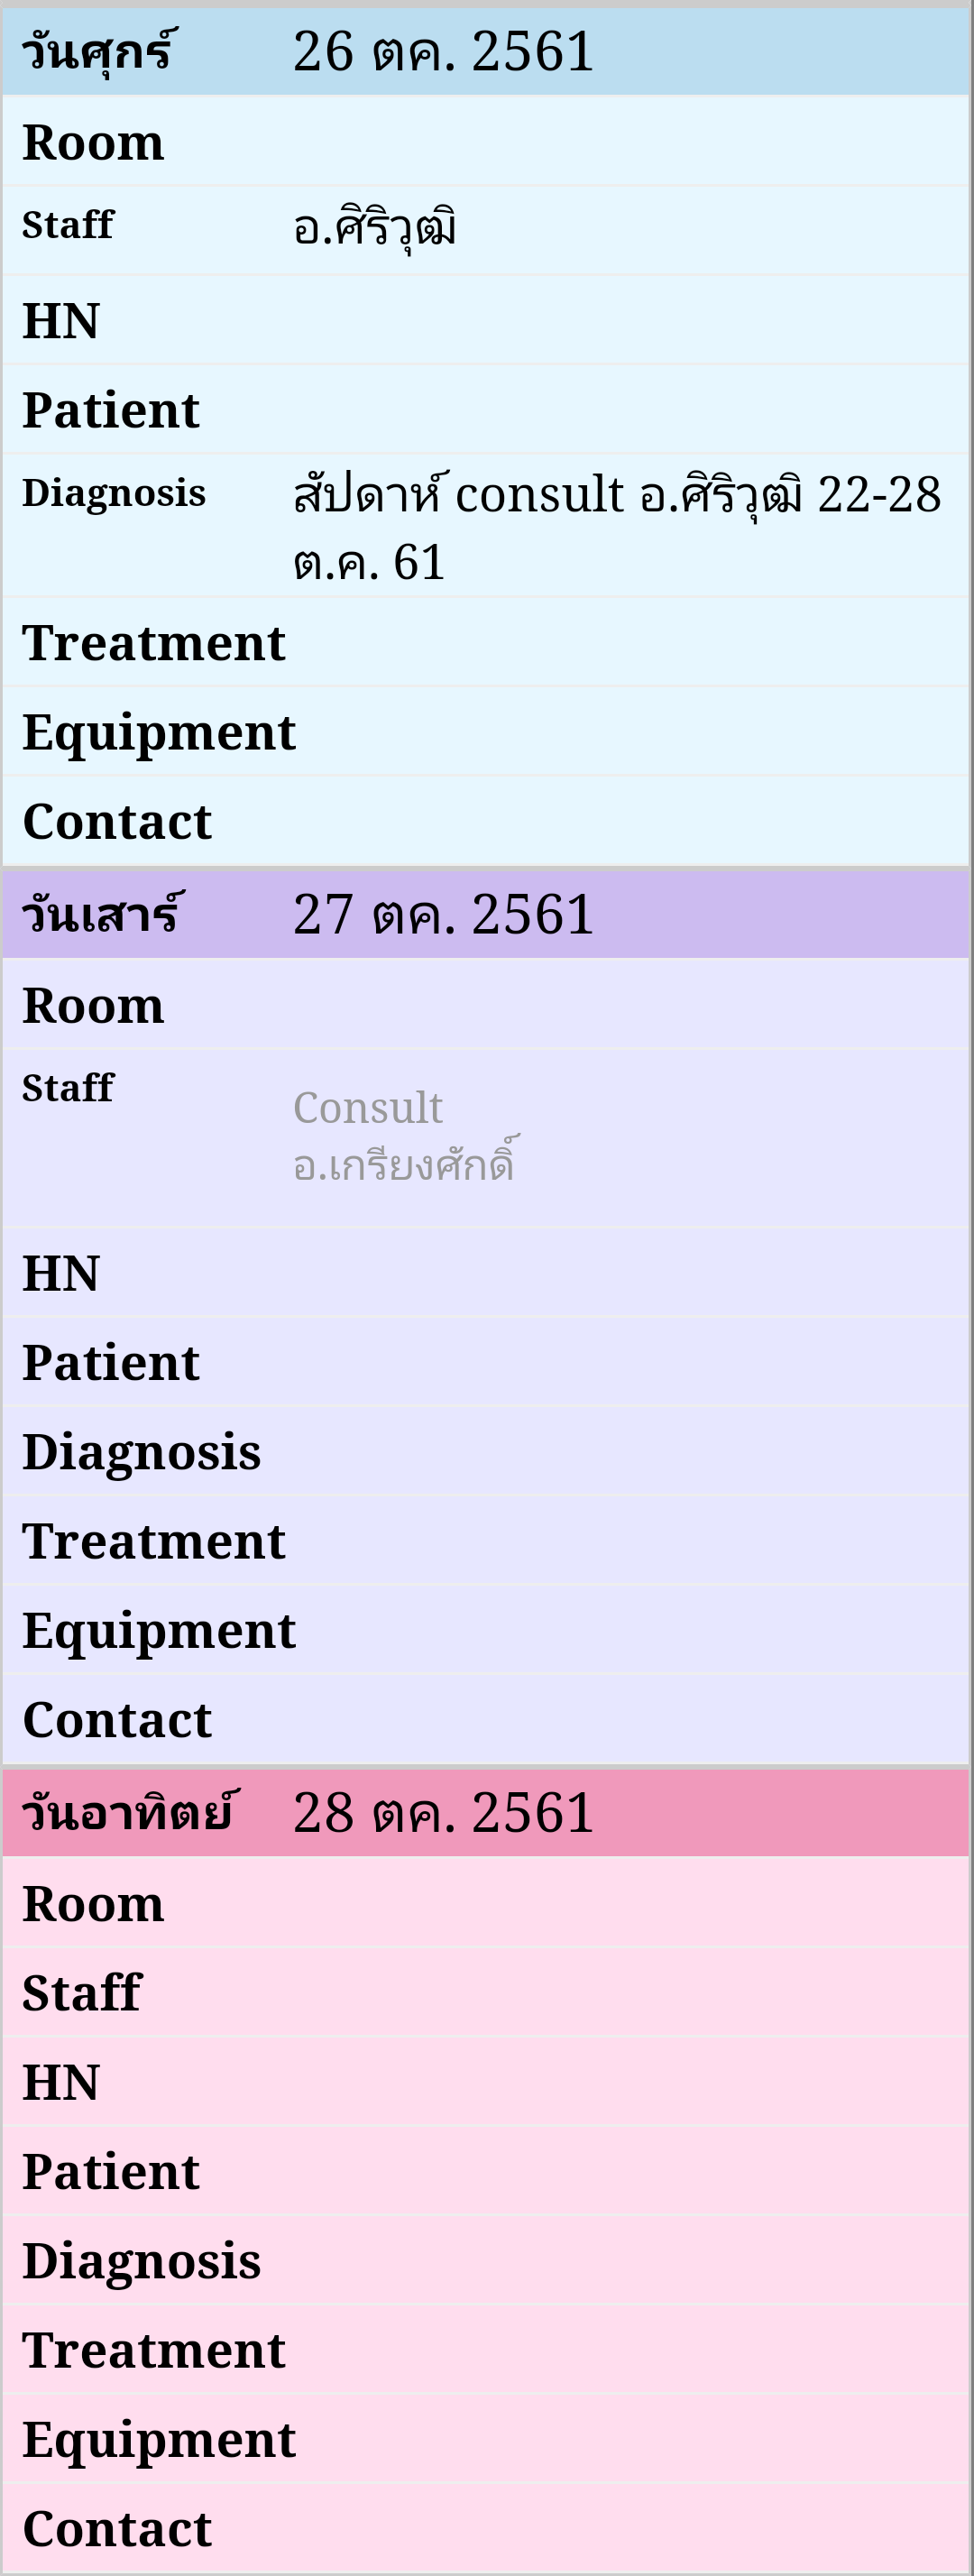 วันศุกร์ 26 ตค. 2561
Room
Staff อ.ศิริวุฒิ
HN
Patient
Diagnosis สัปดาห์ consult อ.ศิริวุฒิ 22-28
ต.ค. 61
Treatment
Equipment
Contact
วันเสาร์ 27 ตค. 2561
Room
Staff
Consult
อ.เกรียงศักดิ์
HN
Patient
Diagnosis
Treatment
Equipment
Contact
วันอาทิตย์ 28 ตค. 2561
Room
Staff
HN
Patient
Diagnosis
Treatment
Equipment
Contact